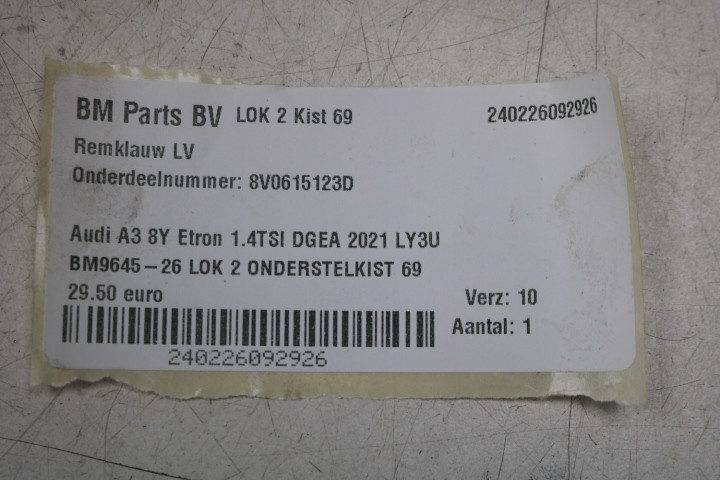 BM Parts BV LOK 2 Kist 69 240226092926
Remklauw LV
Onderdeelnummer: 8V0615123D
Audi A3 8Y Etron 1.4TSI DGEA 2021 LY3U
BM9645-26 LOK 2 ONDERSTELKIST 69
29.50 euro Verz: 10
Aantal: 1
240226092926